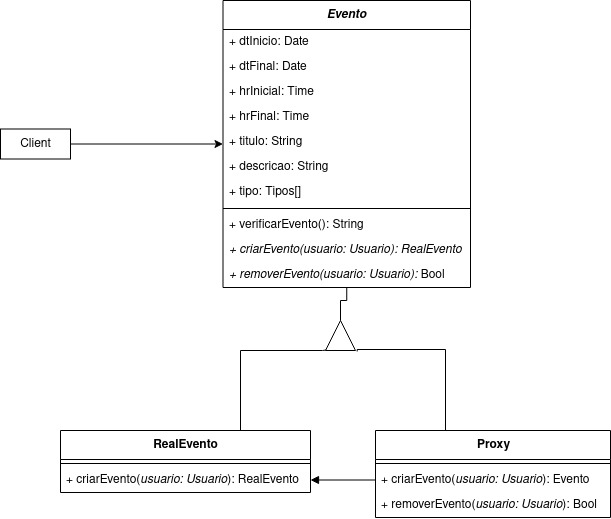 Evento
+ dtInicio: Date
+ dtFinal: Date
+ hrInicial: Time
+ hrFinal: Time
+ titulo: String
+ descricao: String
+ tipo: Tipos[]
+ verificarEvento(): String
+ criarEvento(usuario: Usuario): RealEvento
+ removerEvento(usuario: Usuario): Bool
Client
RealEvento
+ criarEvento(usuario: Usuario): RealEvento
Proxy
+ criarEvento(usuario: Usuario): Evento
+ removerEvento(usuario: Usuario): Bool